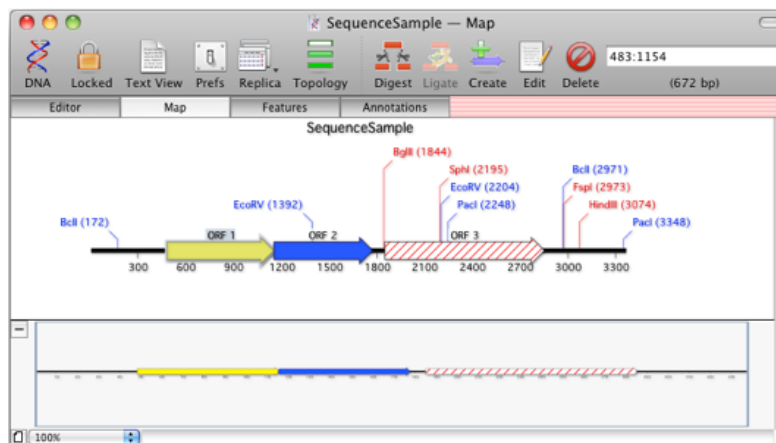 SequenceSample — Map
DNA Locked Text View Prefs Replica Topology Digest Ligate Create Edit Delete
483:1154
(672 bp)
Editor Map Features Annotations
SequenceSample
BglII (1844)
SphI (2195)
BclI (2971)
EcoRV (2204)
FspI (2973)
EcoRV (1392)
PacI (2248)
HindIII (3074)
BclI (172)
PacI (3348)
ORF 1 ORF 2 ORF 3
300 600 900 1200 1500 1800 2100 2400 2700 3000 3300
100%